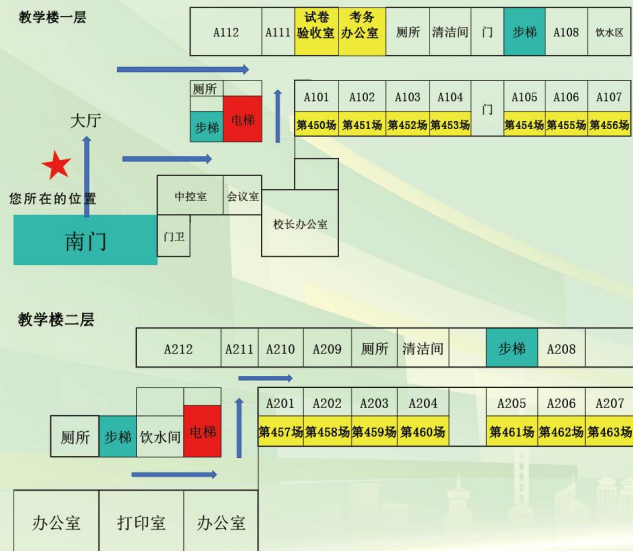 教学楼一层
A112
A111
试卷
验收室
考务
办公室
厕所
清洁间
门
步梯
A108
饮水区
厕所
步梯
电梯
A101
A102
A103
A104
门
A105
A106
A107
第450场
第451场
第452场
第453场
第454场
第455场
第456场
大厅
您所在的位置
南门
中控室
会议室
门卫
校长办公室
教学楼二层
A212
A211
A210
A209
厕所
清洁间
步梯
A208
厕所
步梯
饮水间
电梯
A201
A202
A203
A204
A205
A206
A207
第457场
第458场
第459场
第460场
第461场
第462场
第463场
办公室
打印室
办公室